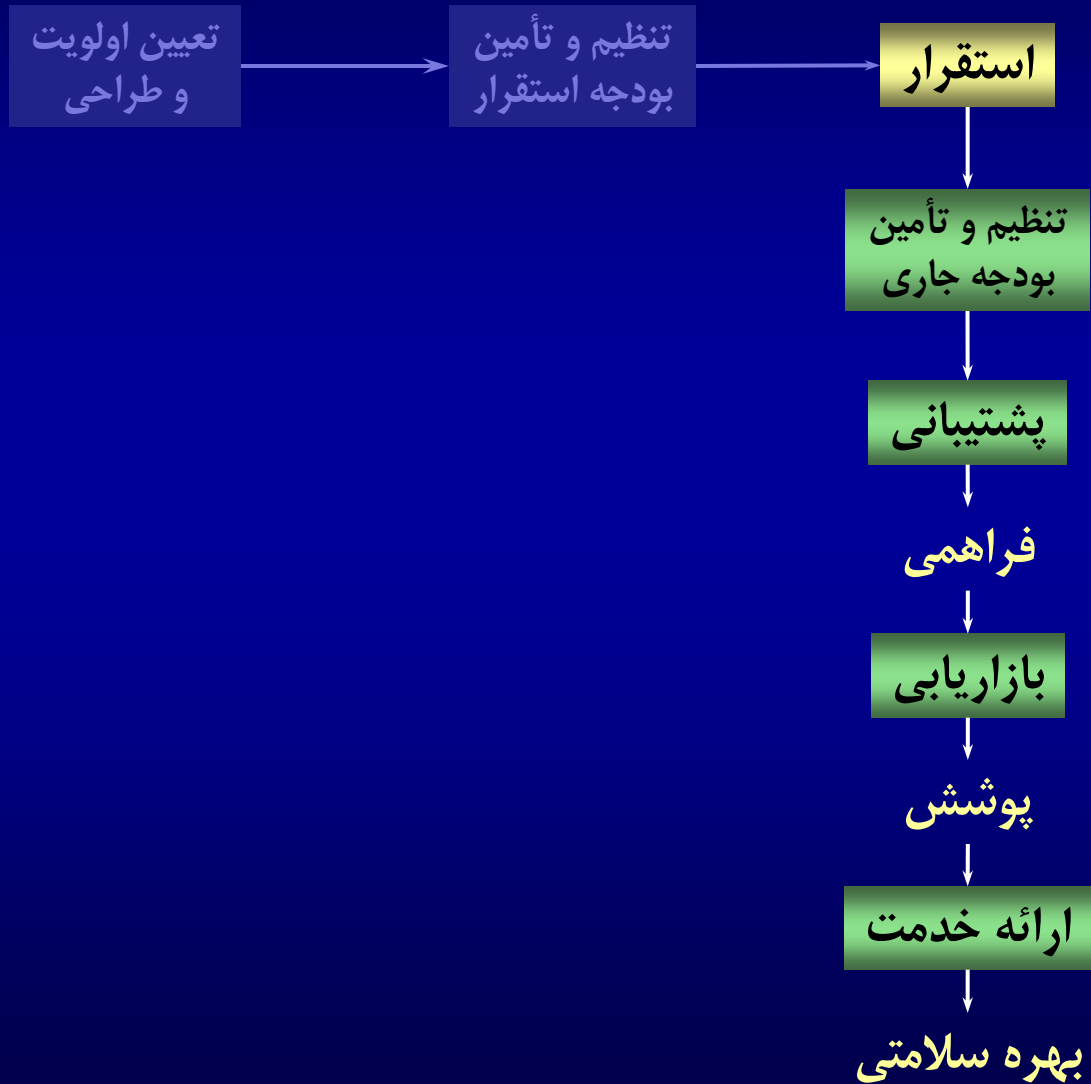 تعیین اولویت
و طراحی
تنظیم و تأمین
بودجه استقرار
استقرار
تنظیم و تأمین
بودجه جاری
پشتیبانی
فراهمی
بازاریابی
پوشش
ارائه خدمت
بهره سلامتی